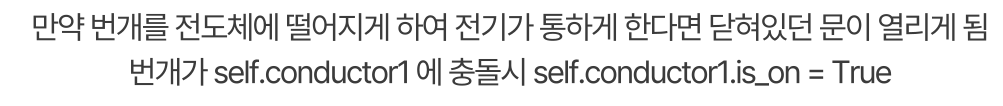 만약 번개를 전도체에 떨어지게 하여 전기가 통하게 한다면 닫혀있던 문이 열리게 됨
번개가 self.conductor1 에 충돌시 self.conductor1.is_on = True